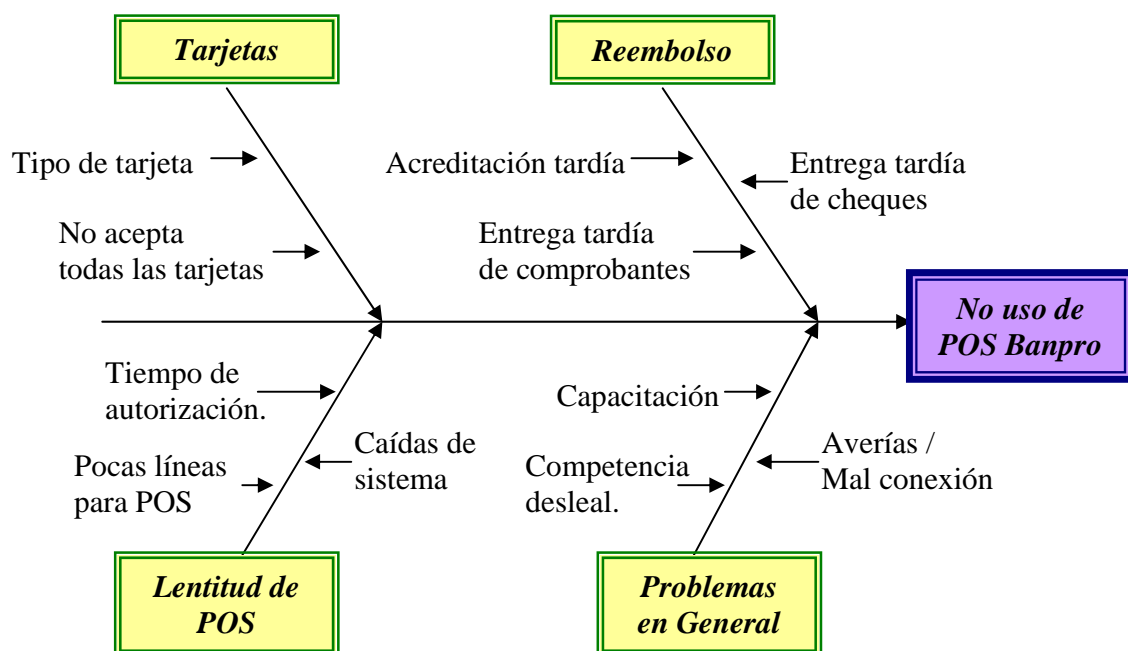 Tarjetas
Reembolso
Tipo de tarjeta
Acreditación tardía
Entrega tardía
de cheques
No acepta
todas las tarjetas
Entrega tardía
de comprobantes
No uso de
POS Banpro
Tiempo de
autorización.
Capacitación
Pocas líneas
para POS
Caídas de
sistema
Competencia
desleal.
Averías /
Mal conexión
Lentitud de
POS
Problemas
en General